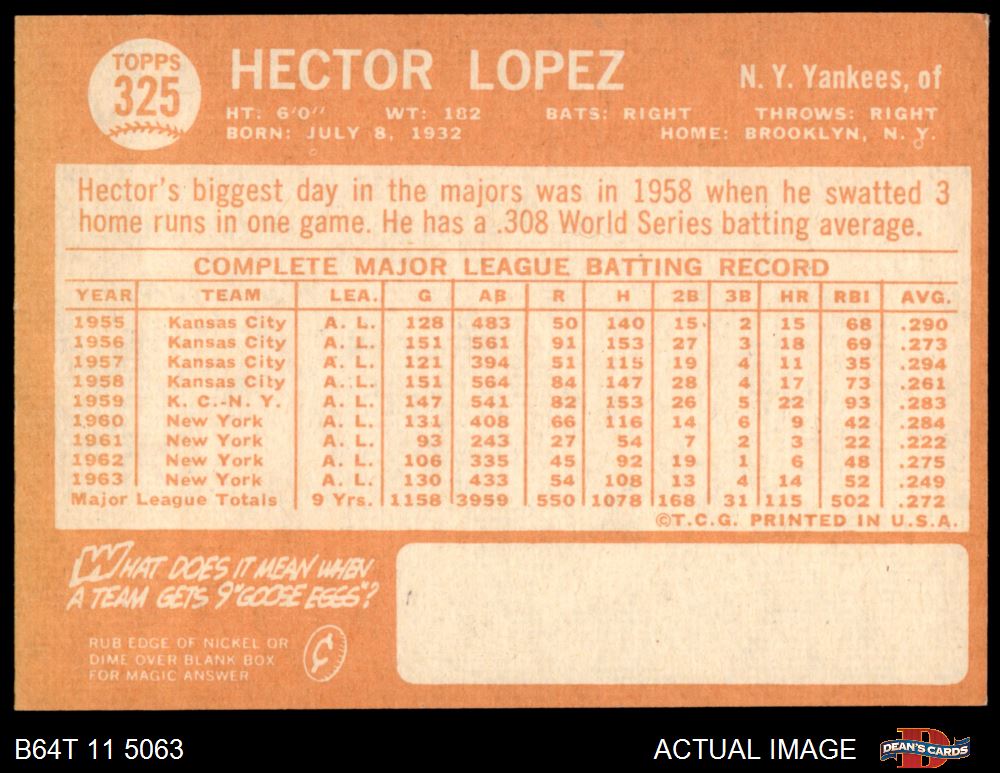 TOPPS
325
HECTOR LOPEZ
N. Y. Yankees, of
HT: 6'0" WT: 182 BATS: RIGHT THROWS: RIGHT
BORN: JULY 8, 1932 HOME: BROOKLYN, N. Y.
Hector's biggest day in the majors was in 1958 when he swatted 3
home runs in one game. He has a .308 World Series batting average.
COMPLETE MAJOR LEAGUE BATTING RECORD
YEAR TEAM LEA. G AB R H 2B 3B HR RBI AVG.
1955 Kansas City A. L. 128 483 50 140 15 2 15 68 .290
1956 Kansas City A. L. 151 561 91 153 27 3 18 69 .273
1957 Kansas City A. L. 121 394 51 115 19 4 11 35 .294
1958 Kansas City A. L. 151 564 84 147 28 4 17 73 .261
1959 K. C.-N. Y. A. L. 147 541 82 153 26 5 22 93 .283
1960 New York A. L. 131 408 66 116 14 6 9 42 .284
1961 New York A. L. 93 243 27 54 7 2 3 22 .222
1962 New York A. L. 106 335 45 92 19 1 6 48 .275
1963 New York A. L. 130 433 54 108 13 4 14 52 .249
Major League Totals 9 Yrs. 1158 3959 550 1078 168 31 115 502 .272
©T.C.G. PRINTED IN U.S.A.
WHAT DOES IT MEAN WHEN
A TEAM GETS 9 "GOOSE EGGS"?
RUB EDGE OF NICKEL OR
DIME OVER BLANK BOX
FOR MAGIC ANSWER
¢
B64T 11 5063
ACTUAL IMAGE
DEAN'S CARDS